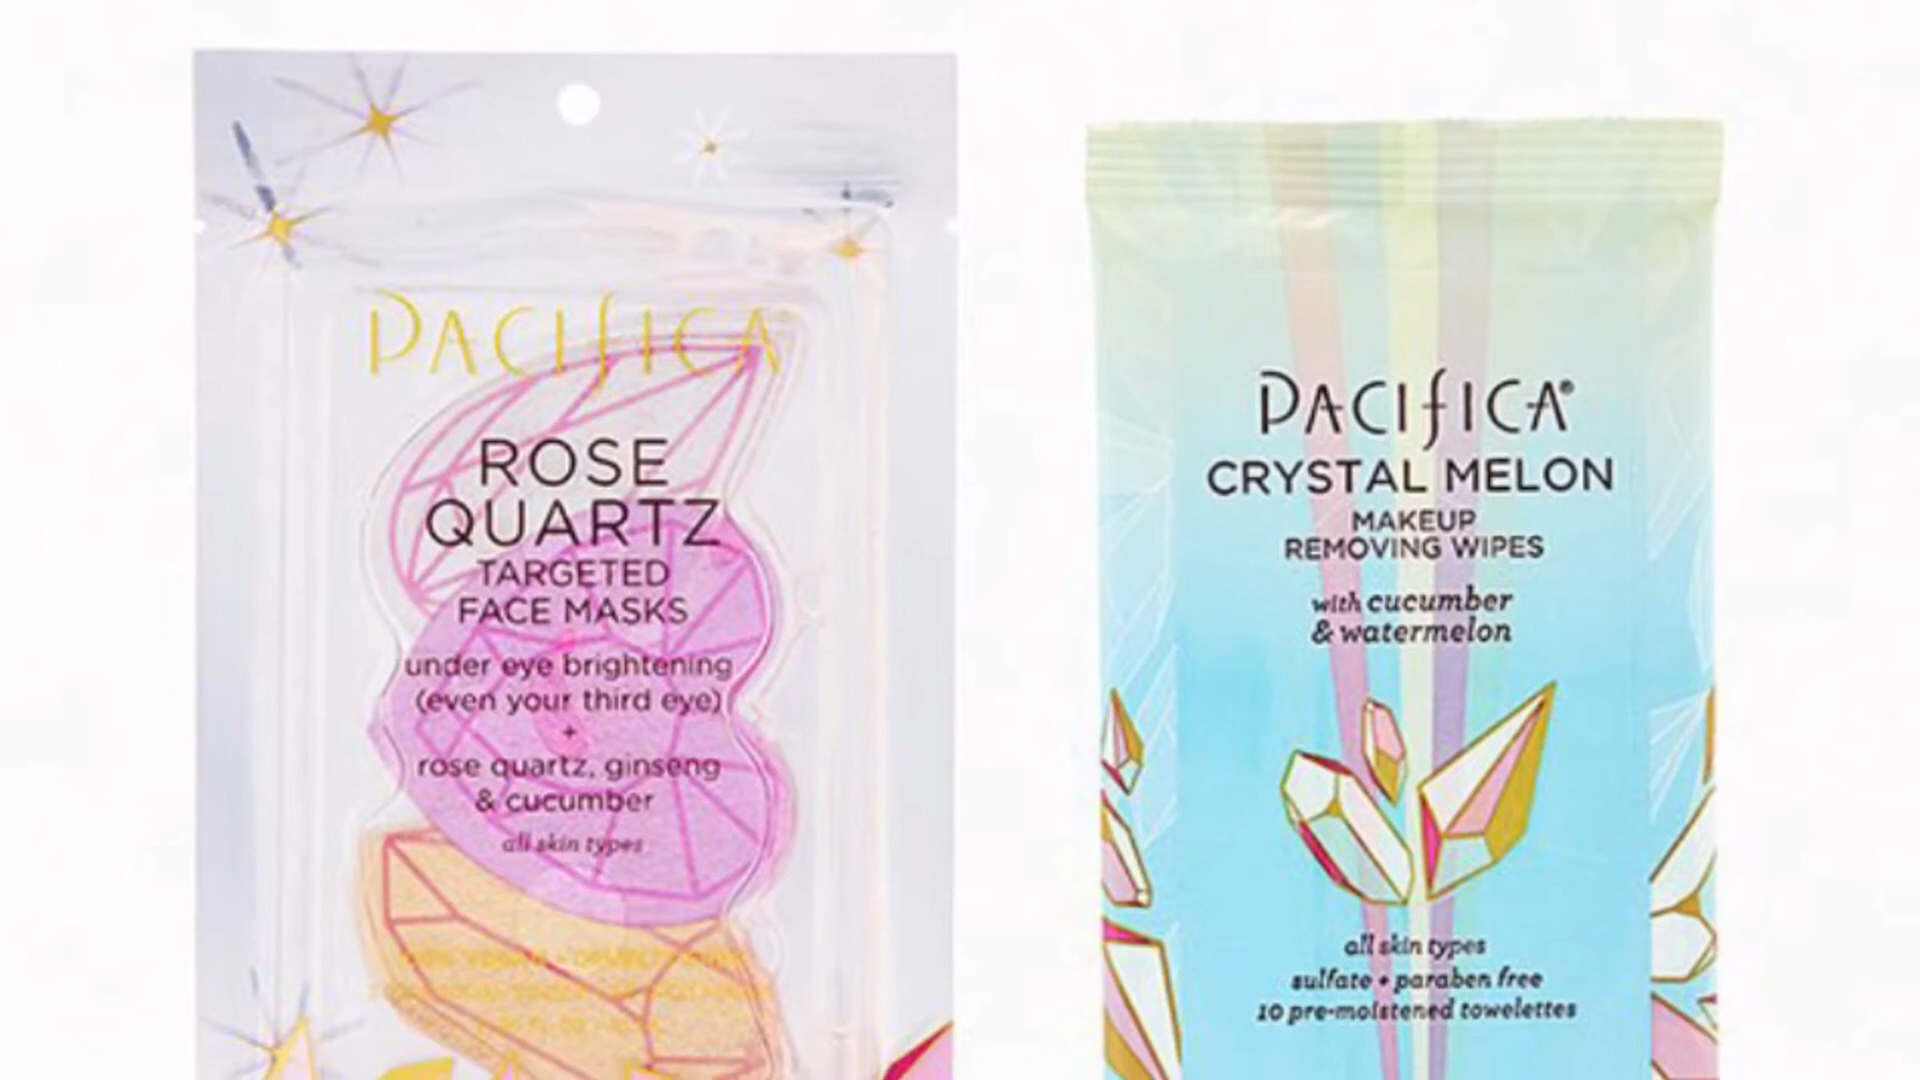 PACIFICA
ROSE
QUARTZ
TARGETED
FACE MASKS
under eye brightening
(even your third eye)
+
rose quartz, ginseng
& cucumber
all skin types
PACIFICA®
CRYSTAL MELON
MAKEUP
REMOVING WIPES
with cucumber
& watermelon
all skin types
sulfate + paraben free
10 pre-moistened towelettes